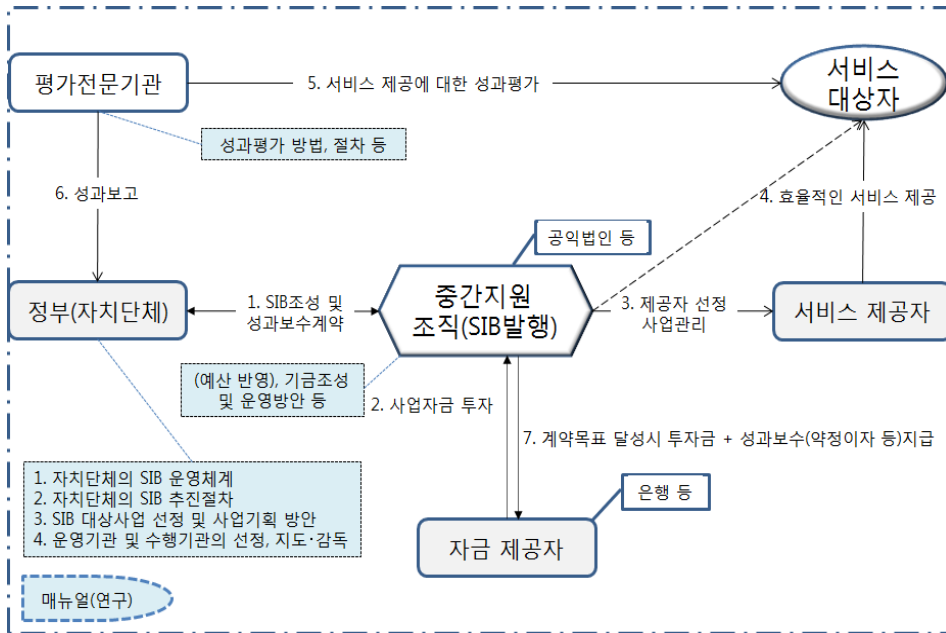 평가전문기관
5. 서비스 제공에 대한 성과평가
서비스
대상자
성과평가 방법, 절차 등
6. 성과보고
4. 효율적인 서비스 제공
공익법인 등
정부(자치단체)
1. SIB조성 및
성과보수계약
중간지원
조직(SIB발행)
3. 제공자 선정
사업관리
서비스 제공자
(예산 반영), 기금조성
및 운영방안 등
2. 사업자금 투자
7. 계약목표 달성시 투자금 + 성과보수(약정이자 등)지급
1. 자치단체의 SIB 운영체계
2. 자치단체의 SIB 추진절차
3. SIB 대상사업 선정 및 사업기획 방안
4. 운영기관 및 수행기관의 선정, 지도·감독
은행 등
자금 제공자
매뉴얼(연구)